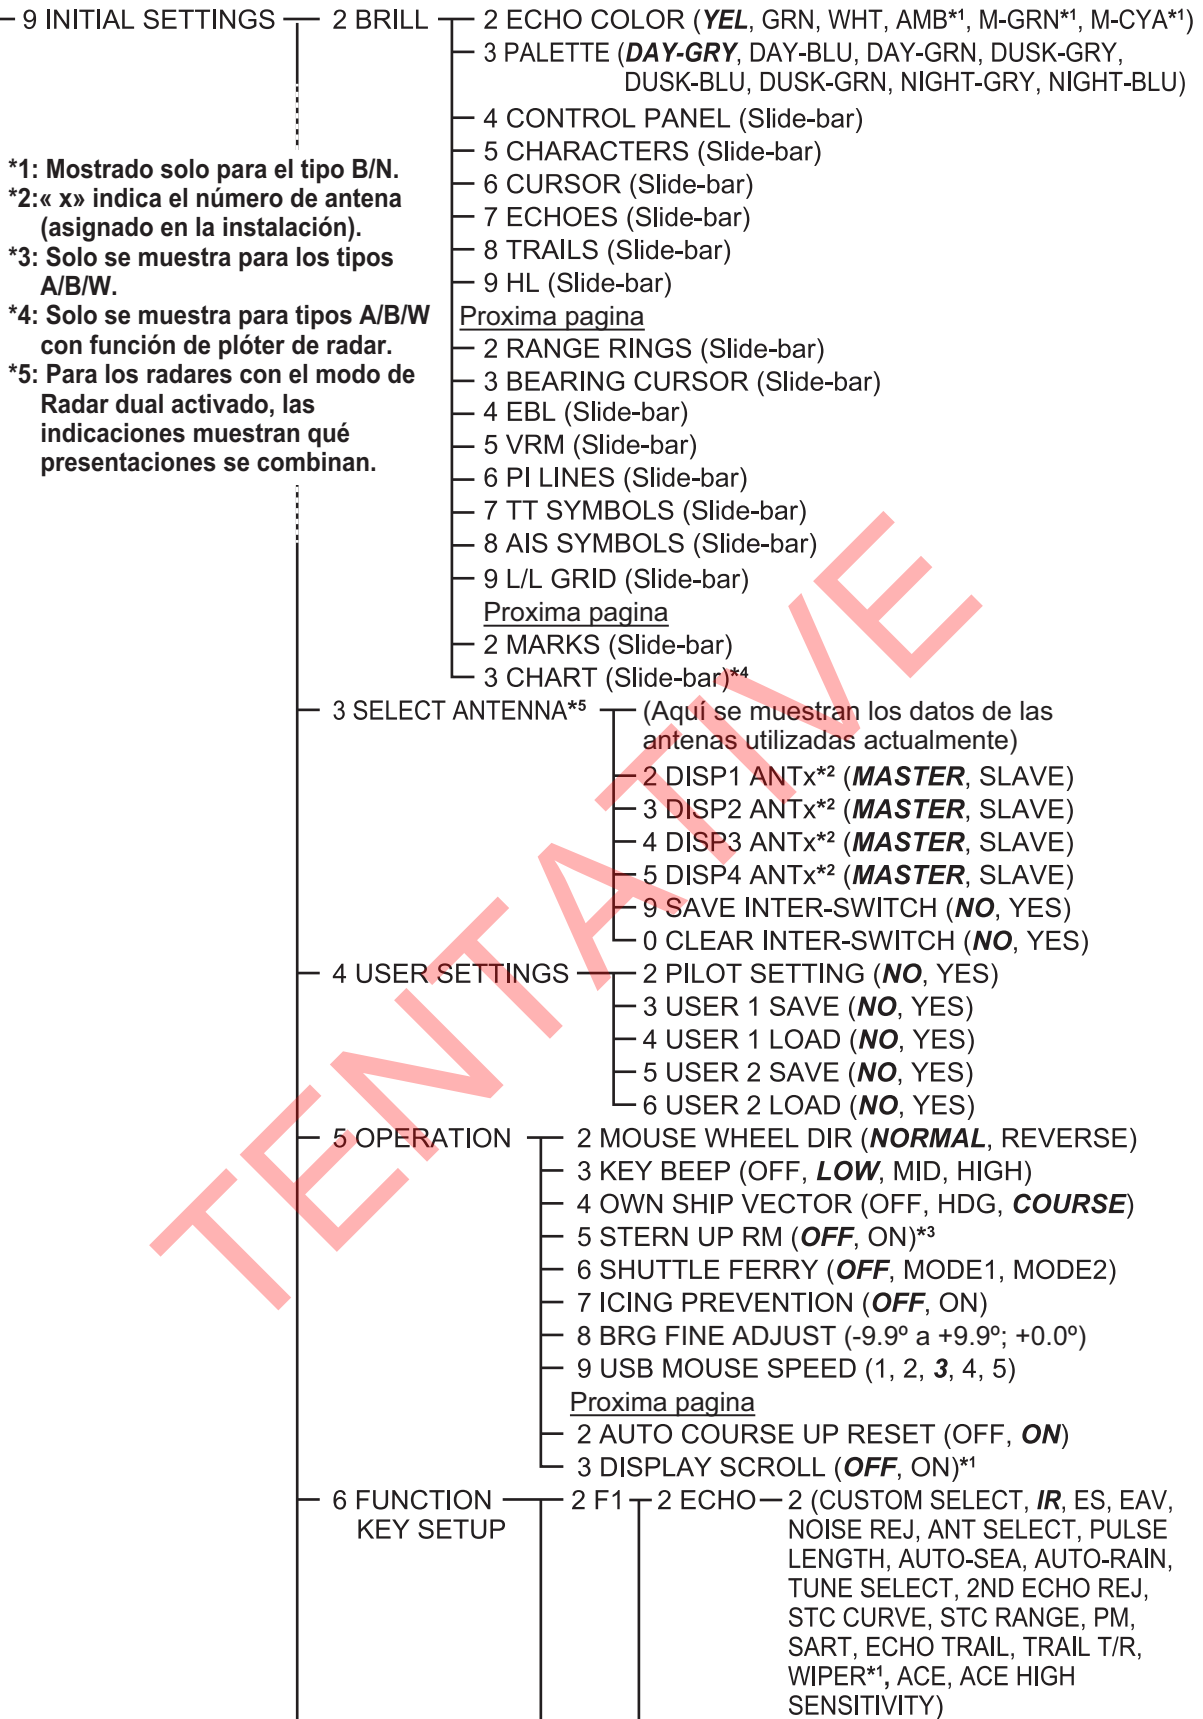 9 INITIAL SETTINGS
2 BRILL
2 ECHO COLOR (YEL, GRN, WHT, AMB*1, M-GRN*1, M-CYA*1)
3 PALETTE (DAY-GRY, DAY-BLU, DAY-GRN, DUSK-GRY,
DUSK-BLU, DUSK-GRN, NIGHT-GRY, NIGHT-BLU)
4 CONTROL PANEL (Slide-bar)
5 CHARACTERS (Slide-bar)
6 CURSOR (Slide-bar)
7 ECHOES (Slide-bar)
8 TRAILS (Slide-bar)
9 HL (Slide-bar)
Proxima pagina
2 RANGE RINGS (Slide-bar)
3 BEARING CURSOR (Slide-bar)
4 EBL (Slide-bar)
5 VRM (Slide-bar)
6 PI LINES (Slide-bar)
7 TT SYMBOLS (Slide-bar)
8 AIS SYMBOLS (Slide-bar)
9 L/L GRID (Slide-bar)
Proxima pagina
2 MARKS (Slide-bar)
3 CHART (Slide-bar)*4
*1: Mostrado solo para el tipo B/N.
*2:« x» indica el número de antena
(asignado en la instalación).
*3: Solo se muestra para los tipos
A/B/W.
*4: Solo se muestra para tipos A/B/W
con función de plóter de radar.
*5: Para los radares con el modo de
Radar dual activado, las
indicaciones muestran qué
presentaciones se combinan.
3 SELECT ANTENNA*5
(Aquí se muestran los datos de las
antenas utilizadas actualmente)
2 DISP1 ANTx*2 (MASTER, SLAVE)
3 DISP2 ANTx*2 (MASTER, SLAVE)
4 DISP3 ANTx*2 (MASTER, SLAVE)
5 DISP4 ANTx*2 (MASTER, SLAVE)
9 SAVE INTER-SWITCH (NO, YES)
0 CLEAR INTER-SWITCH (NO, YES)
4 USER SETTINGS
2 PILOT SETTING (NO, YES)
3 USER 1 SAVE (NO, YES)
4 USER 1 LOAD (NO, YES)
5 USER 2 SAVE (NO, YES)
6 USER 2 LOAD (NO, YES)
5 OPERATION
2 MOUSE WHEEL DIR (NORMAL, REVERSE)
3 KEY BEEP (OFF, LOW, MID, HIGH)
4 OWN SHIP VECTOR (OFF, HDG, COURSE)
5 STERN UP RM (OFF, ON)*3
6 SHUTTLE FERRY (OFF, MODE1, MODE2)
7 ICING PREVENTION (OFF, ON)
8 BRG FINE ADJUST (-9.9º a +9.9º; +0.0º)
9 USB MOUSE SPEED (1, 2, 3, 4, 5)
Proxima pagina
2 AUTO COURSE UP RESET (OFF, ON)
3 DISPLAY SCROLL (OFF, ON)*1
6 FUNCTION
KEY SETUP
2 F1
2 ECHO
2 (CUSTOM SELECT, IR, ES, EAV,
NOISE REJ, ANT SELECT, PULSE
LENGTH, AUTO-SEA, AUTO-RAIN,
TUNE SELECT, 2ND ECHO REJ,
STC CURVE, STC RANGE, PM,
SART, ECHO TRAIL, TRAIL T/R,
WIPER*1, ACE, ACE HIGH
SENSITIVITY)
TENTATIVE